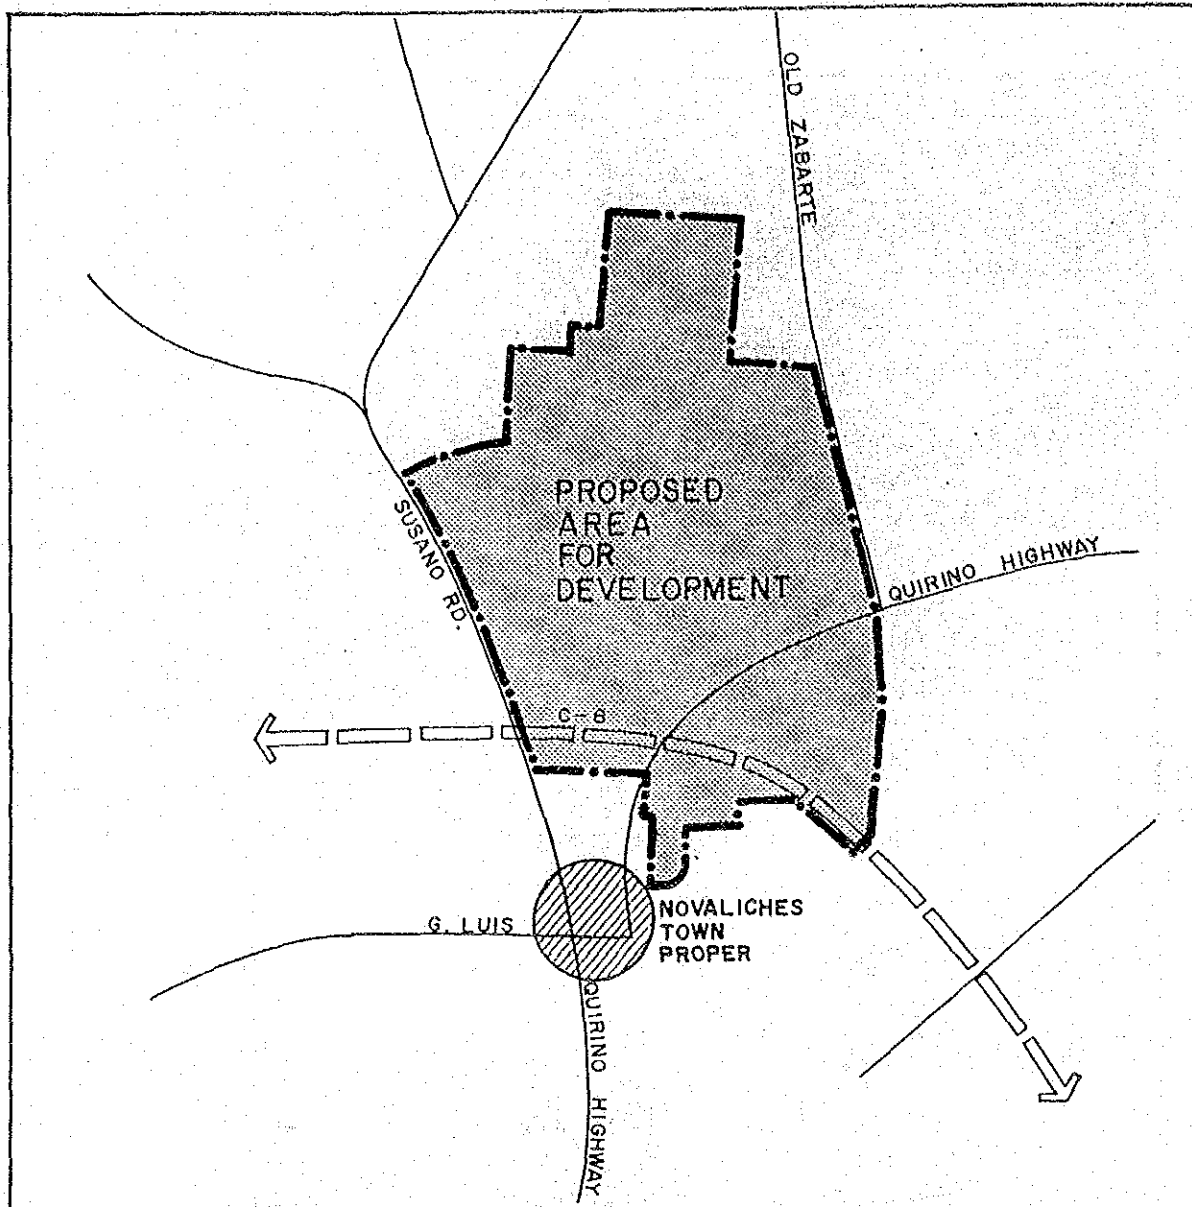 OLD ZABARTE
PROPOSED
AREA
FOR
DEVELOPMENT
SUSANO RD.
QUIRINO HIGHWAY
C-6
G. LUIS
NOVALICHES
TOWN
PROPER
QUIRINO HIGHWAY